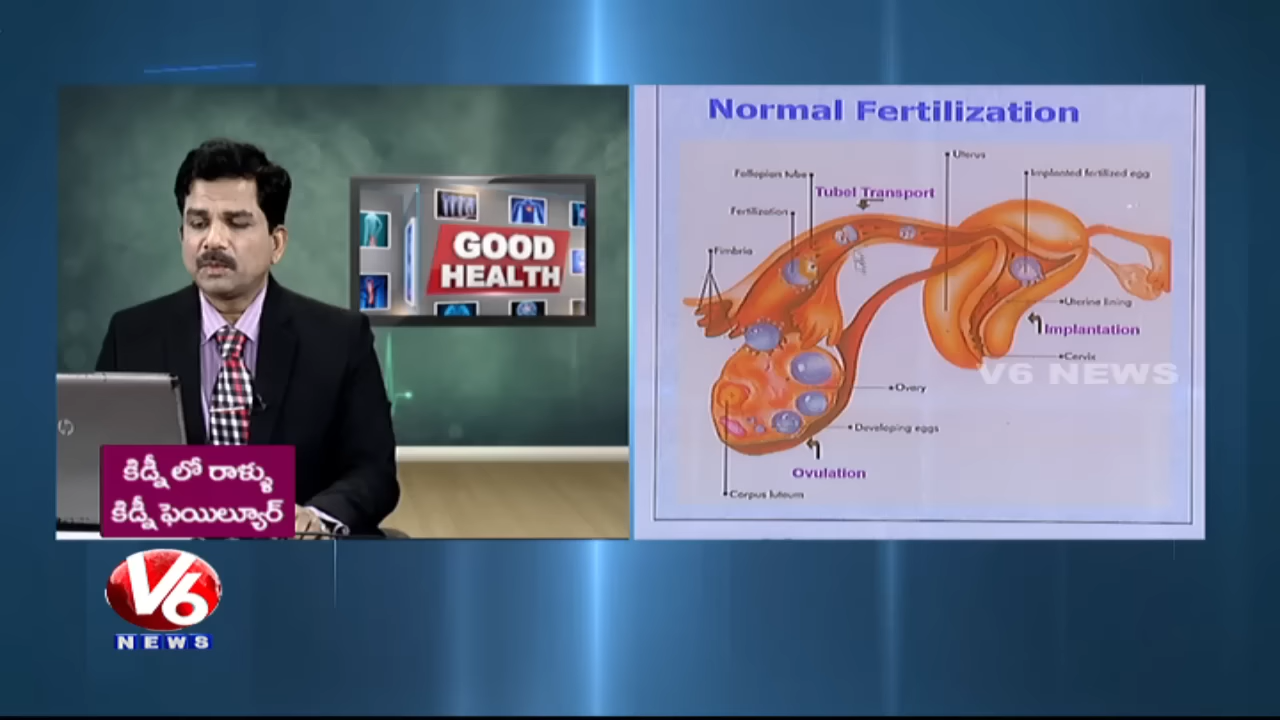 Normal Fertilization
Uterus
Fallopian tube
Implanted fertilized egg
Tubel Transport
Fertilization
Fimbria
Uterine lining
Implantation
Cervix
V6 NEWS
Ovary
Developing eggs
Ovulation
Corpus luteum
GOOD
HEALTH
hp
కిడ్నీ లో రాళ్ళు
కిడ్నీ ఫెయిల్యూర్
V6
NEWS